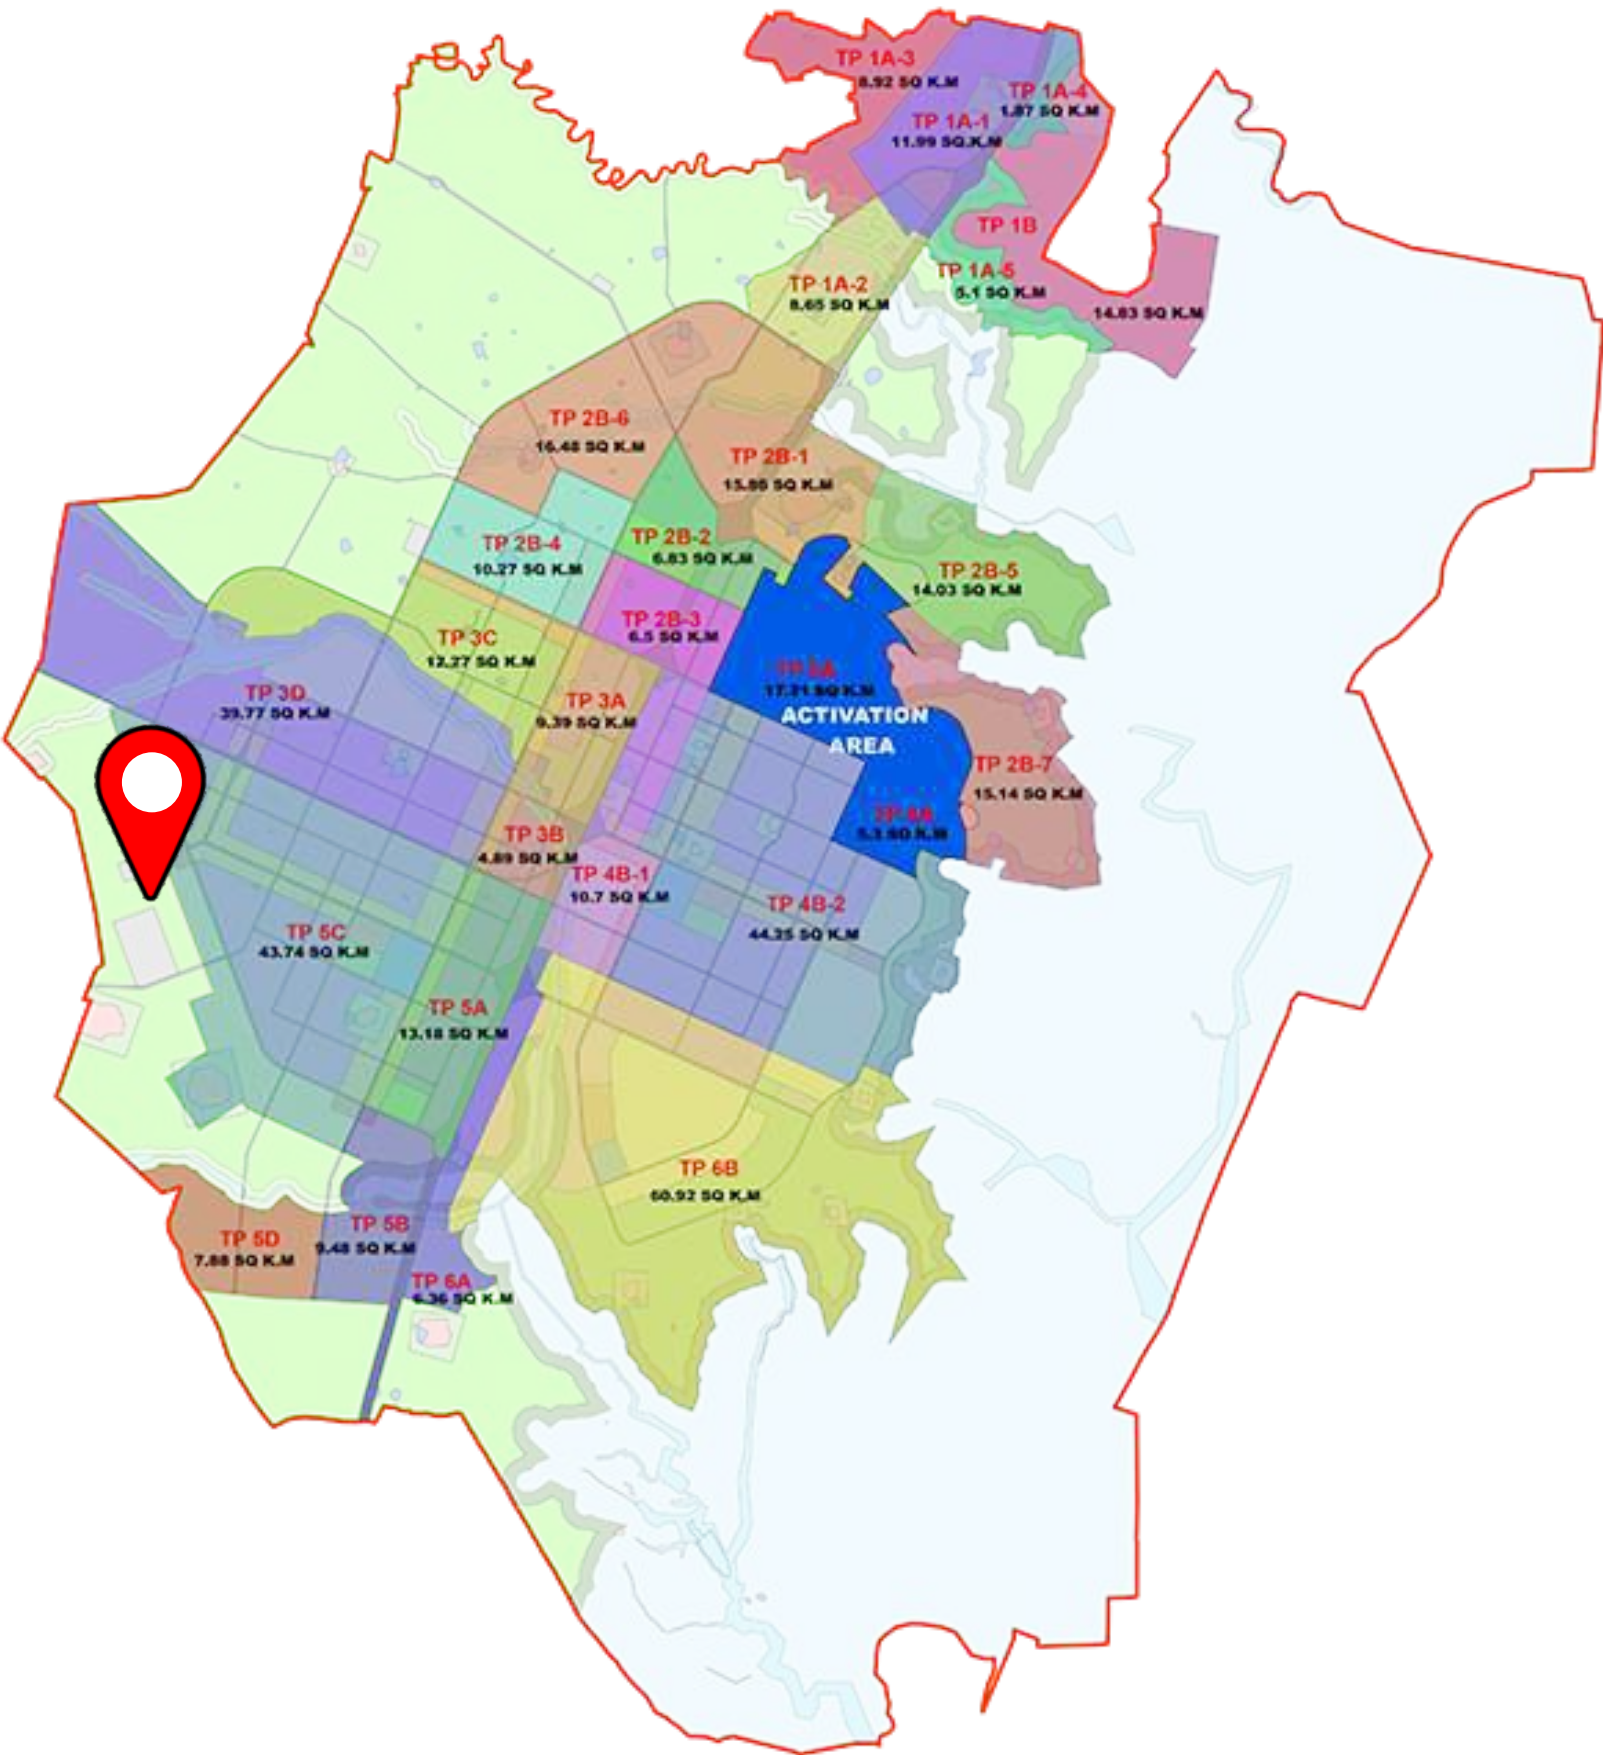 TP 1A-3
8.92 SQ K.M
TP 1A-4
1.87 SQ K.M
TP 1A-1
11.99 SQ.K.M
TP 1B
14.83 SQ K.M
TP 1A-5
5.1 SQ K.M
TP 1A-2
8.65 SQ K.M
TP 2B-6
16.48 SQ K.M
TP 2B-1
15.86 SQ K.M
TP 2B-4
10.27 SQ K.M
TP 2B-2
6.83 SQ K.M
TP 2B-5
14.03 SQ K.M
TP 2B-3
6.5 SQ K.M
TP 3C
12.27 SQ K.M
17.21 SQ K.M
ACTIVATION
AREA
TP 3D
39.77 SQ K.M
TP 3A
9.39 SQ K.M
TP 2B-7
15.14 SQ K.M
5.3 SQ K.M
TP 3B
4.89 SQ K.M
TP 4B-1
10.7 SQ K.M
TP 4B-2
44.25 SQ K.M
TP 5C
43.74 SQ K.M
TP 5A
13.18 SQ K.M
TP 6B
60.92 SQ K.M
TP 5D
7.88 SQ K.M
TP 5B
9.48 SQ K.M
TP 6A
6.36 SQ K.M